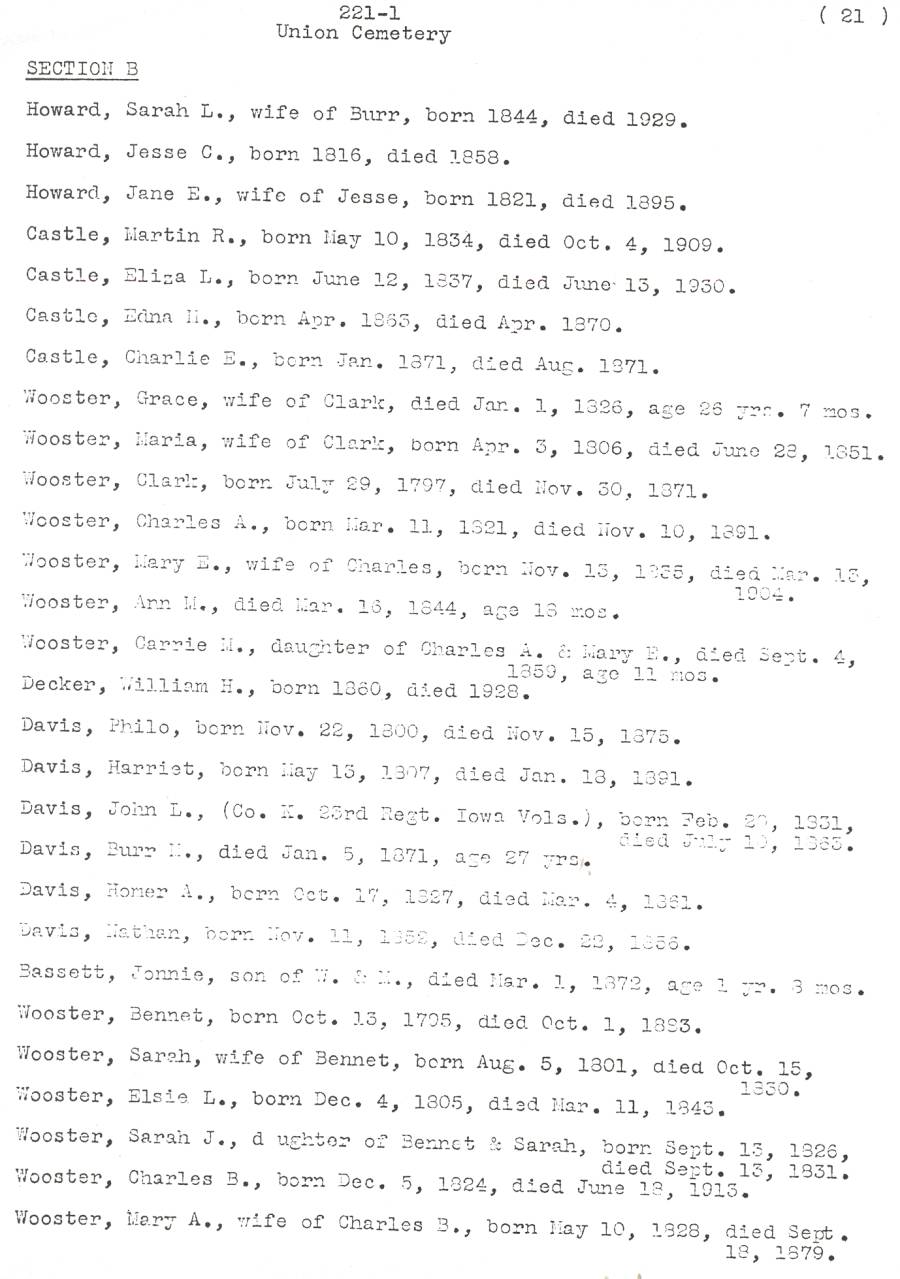 221-1 ( 21 )
Union Cemetery
SECTION B
Howard, Sarah L., wife of Burr, born 1844, died 1929.
Howard, Jesse C., born 1816, died 1858.
Howard, Jane E., wife of Jesse, born 1821, died 1895.
Castle, Martin R., born May 10, 1834, died Oct. 4, 1909.
Castle, Eliza L., born June 12, 1837, died June 13, 1930.
Castle, Edna H., born Apr. 1863, died Apr. 1870.
Castle, Charlie E., born Jan. 1871, died Aug. 1871.
Wooster, Grace, wife of Clark, died Jan. 1, 1826, age 26 yrs. 7 mos.
Wooster, Maria, wife of Clark, born Apr. 3, 1806, died June 28, 1851.
Wooster, Clark, born July 29, 1797, died Nov. 30, 1871.
Wooster, Charles A., born Mar. 11, 1821, died Nov. 10, 1891.
Wooster, Mary E., wife of Charles, born Nov. 13, 1835, died Mar. 13,
1904.
Wooster, Ann M., died Mar. 16, 1844, age 18 mos.
Wooster, Carrie M., daughter of Charles A. & Mary E., died Sept. 4,
1859, age 11 mos.
Decker, William H., born 1860, died 1928.
Davis, Philo, born Nov. 22, 1800, died Nov. 15, 1875.
Davis, Harriet, born May 13, 1807, died Jan. 18, 1891.
Davis, John L., (Co. K. 23rd Regt. Iowa Vols.), born Feb. 1831,
died July 1863.
Davis, Burr died Jan. 5, 1871, age 27 yrs.
Davis, Homer A., born Oct. 17, 1827, died Mar. 4, 1861.
Davis, Nathan, born Nov. 11, died Dec. 22,
Bassett, Jonnie, son of W. & M., died Mar. 1, 1872, age 1 yr. 8 mos.
Wooster, Bennet, born Oct. 13, 1795, died Oct. 1, 1883.
Wooster, Sarah, wife of Bennet, born Aug. 5, 1801, died Oct. 15,
1830.
Wooster, Elsie L., born Dec. 4, 1805, died Mar. 11, 1843.
Wooster, Sarah J., d ughter of Bennet & Sarah, born Sept. 13, 1826,
died Sept. 13, 1831.
Wooster, Charles B., born Dec. 5, 1824, died June 18, 1913.
Wooster, Mary A., wife of Charles B., born May 10, 1828, died Sept.
18, 1879.